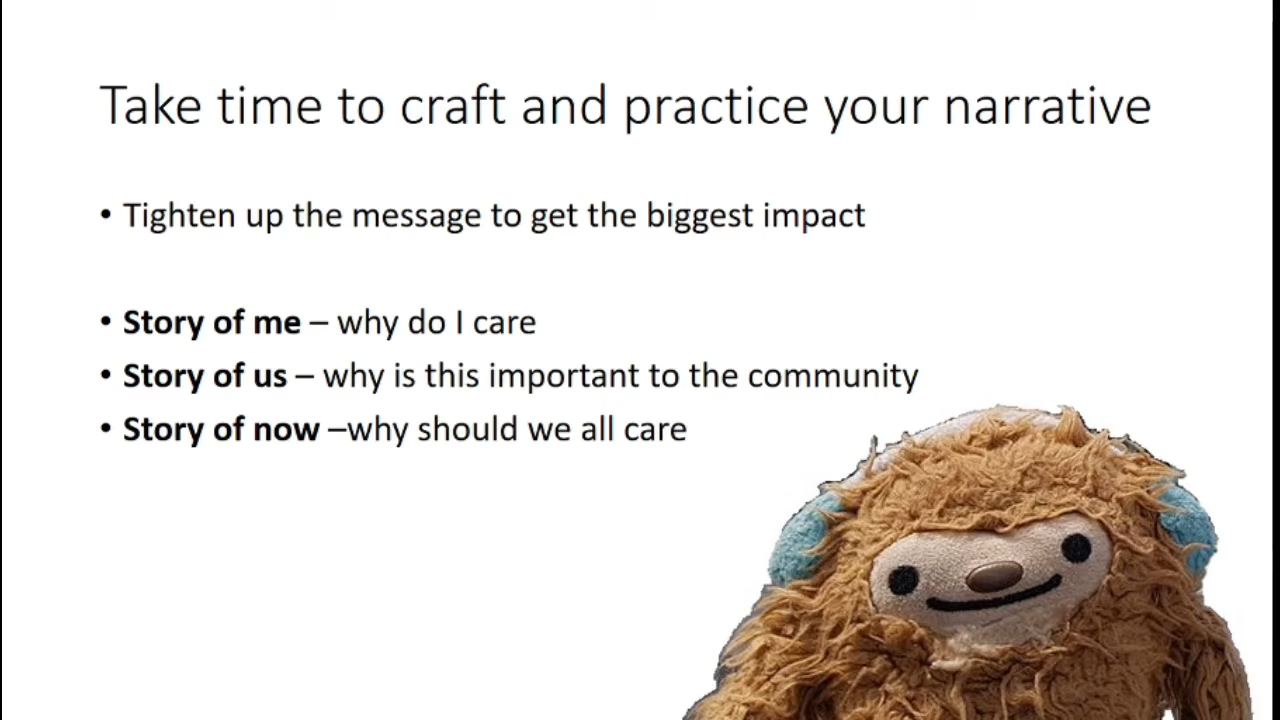 Take time to craft and practice your narrative
• Tighten up the message to get the biggest impact
• Story of me – why do I care
• Story of us – why is this important to the community
• Story of now –why should we all care